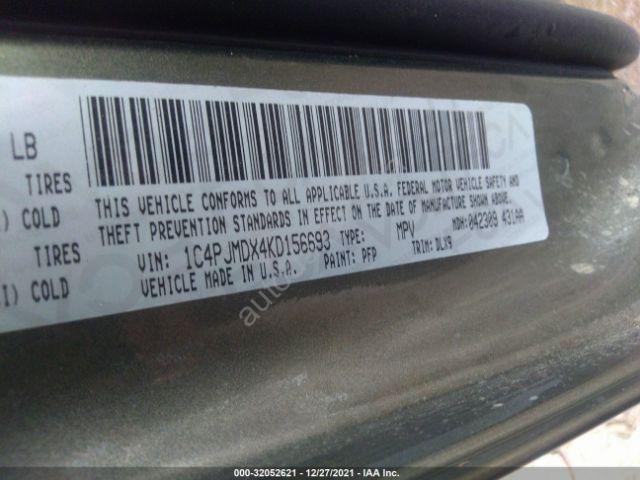 LB
TIRES
) COLD
TIRES
I) COLD
THIS VEHICLE CONFORMS TO ALL APPLICABLE U.S.A. FEDERAL MOTOR VEHICLE SAFETY AND
THEFT PREVENTION STANDARDS IN EFFECT ON THE DATE OF MANUFACTURE SHOWN ABOVE.
VIN: 1C4PJMDX4KD156693 TYPE: MPV MDH:042309 431AA
VEHICLE MADE IN U.S.A. PAINT: PFP TRIM:DLX9
000-32052621 / 12/27/2021 - IAA Inc.